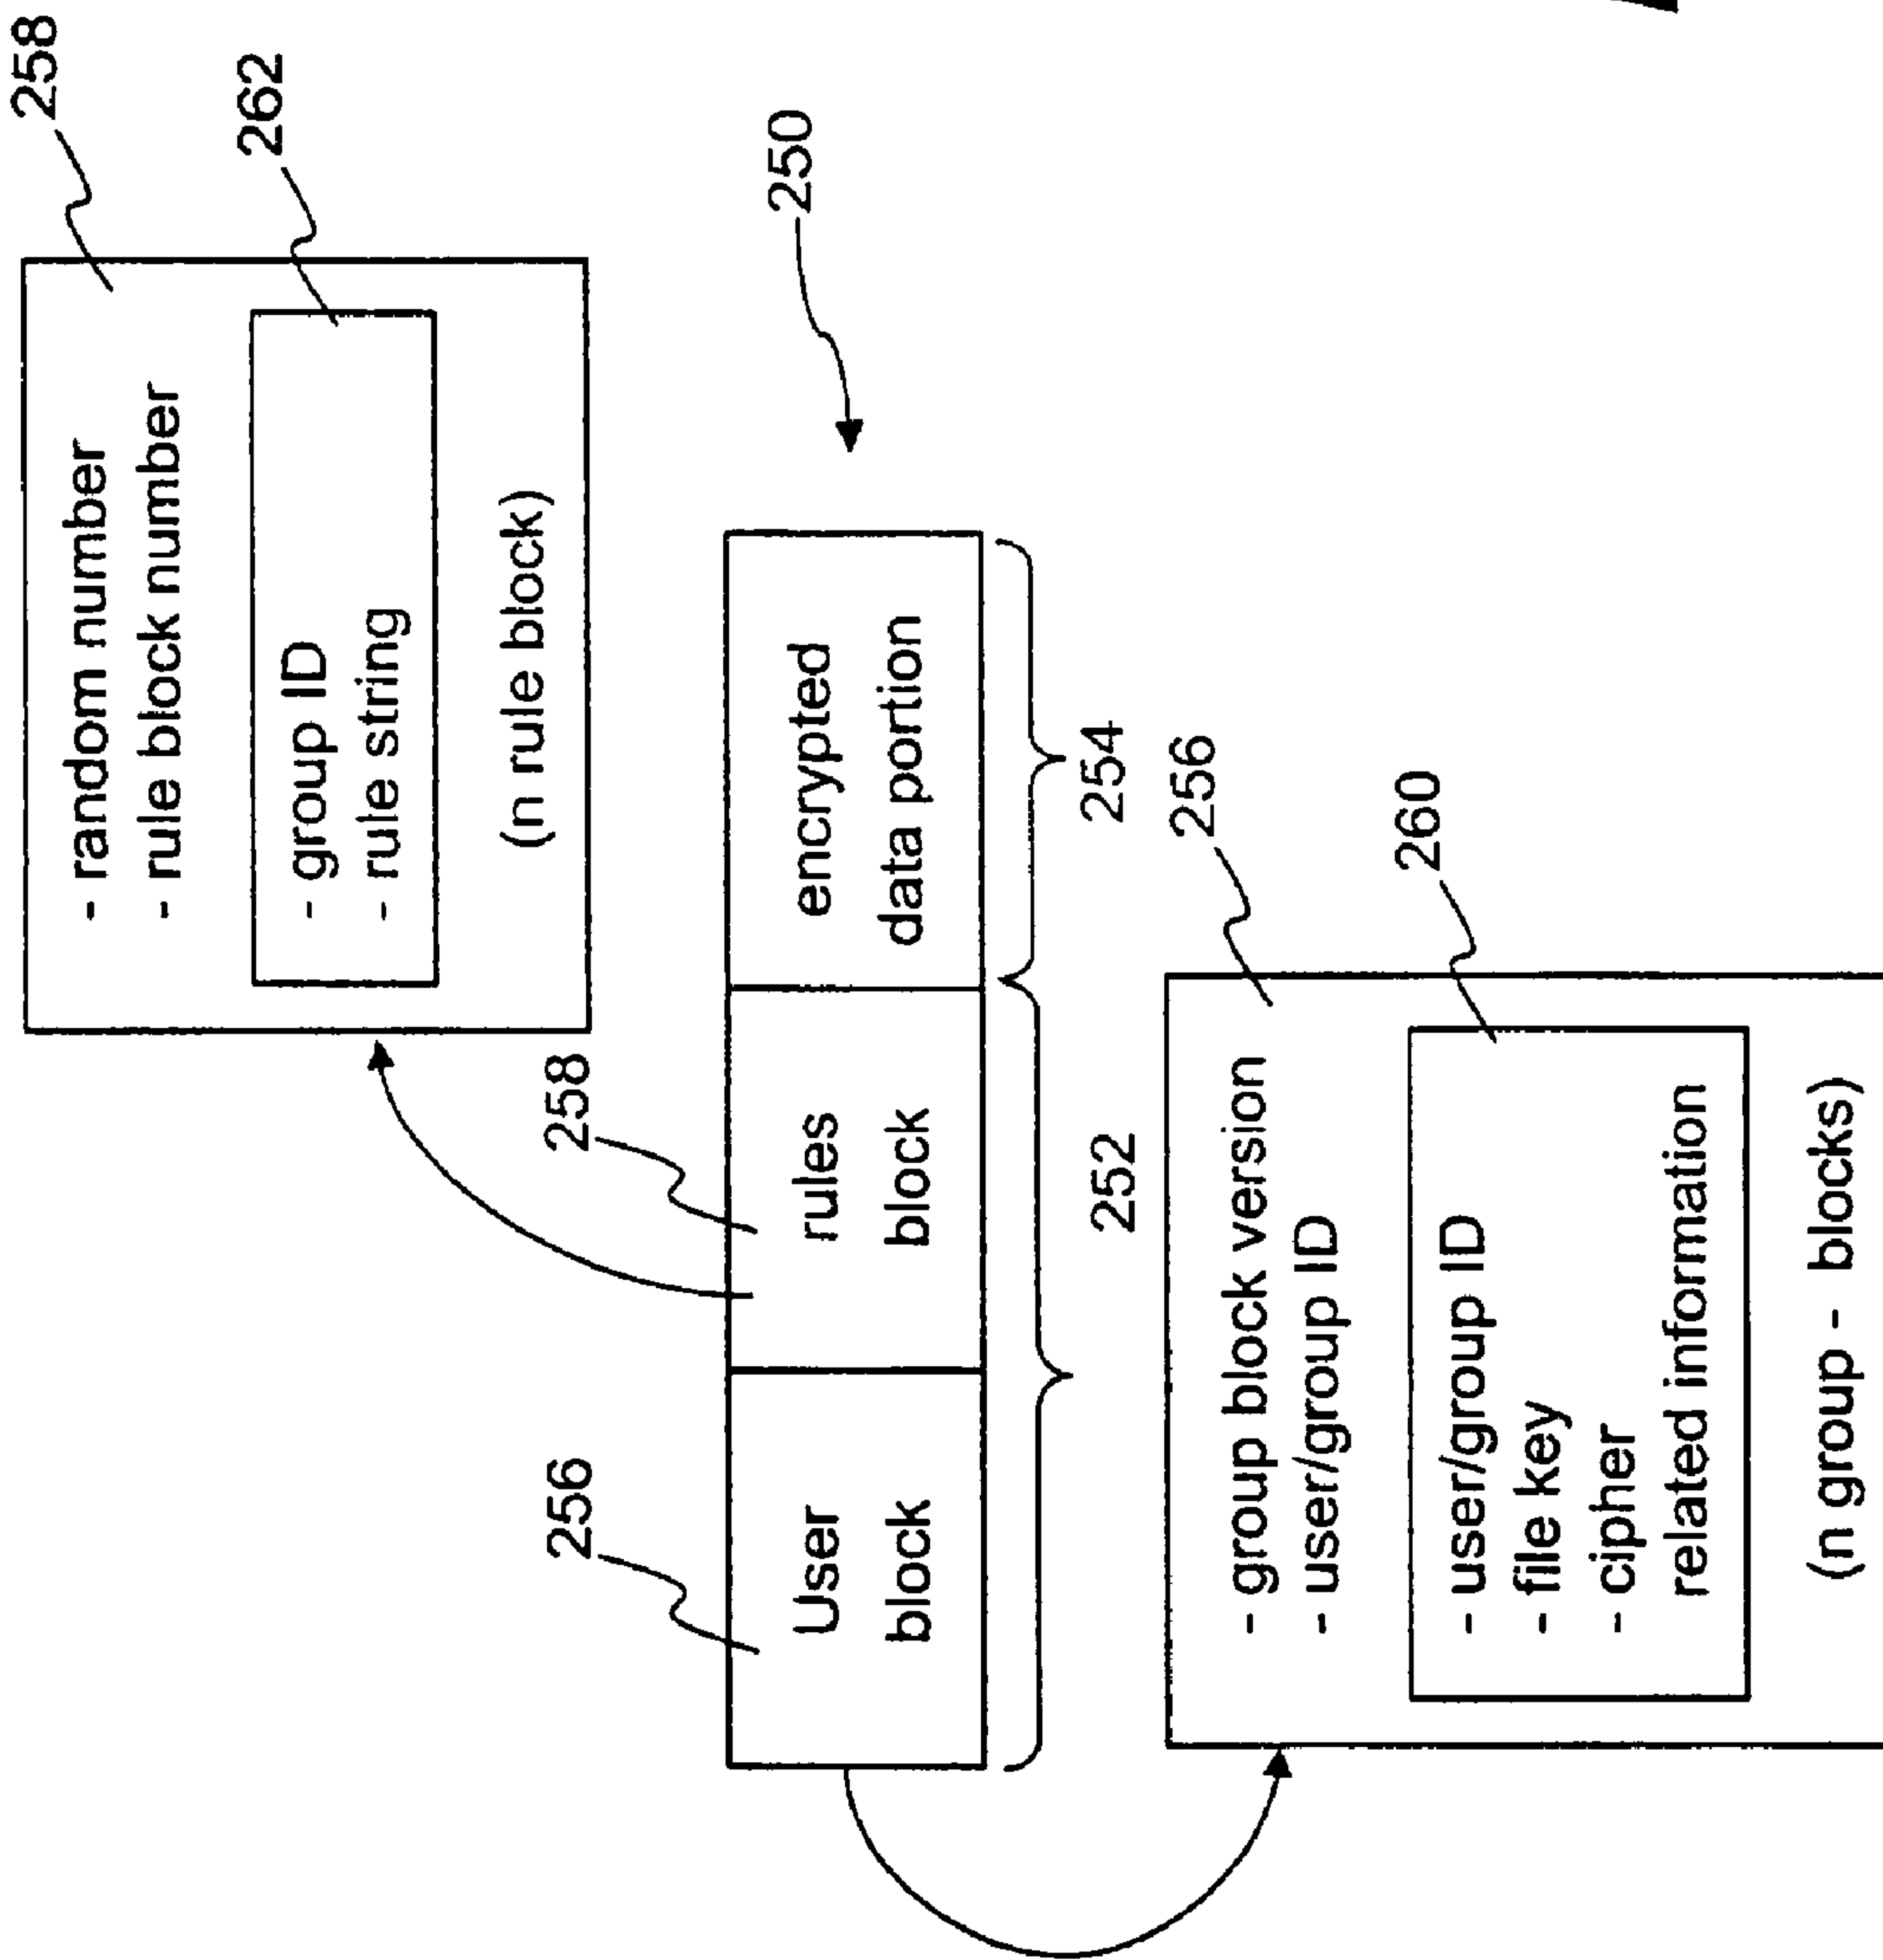 258
- random number
- rule block number
262
- group ID
- rule string
(n rule block)
250
256
User
block
258
rules
block
encrypted
data portion
252
254
256
- group block version
- user/group ID
260
- user/group ID
- file key
- cipher
related information
(n group - blocks)